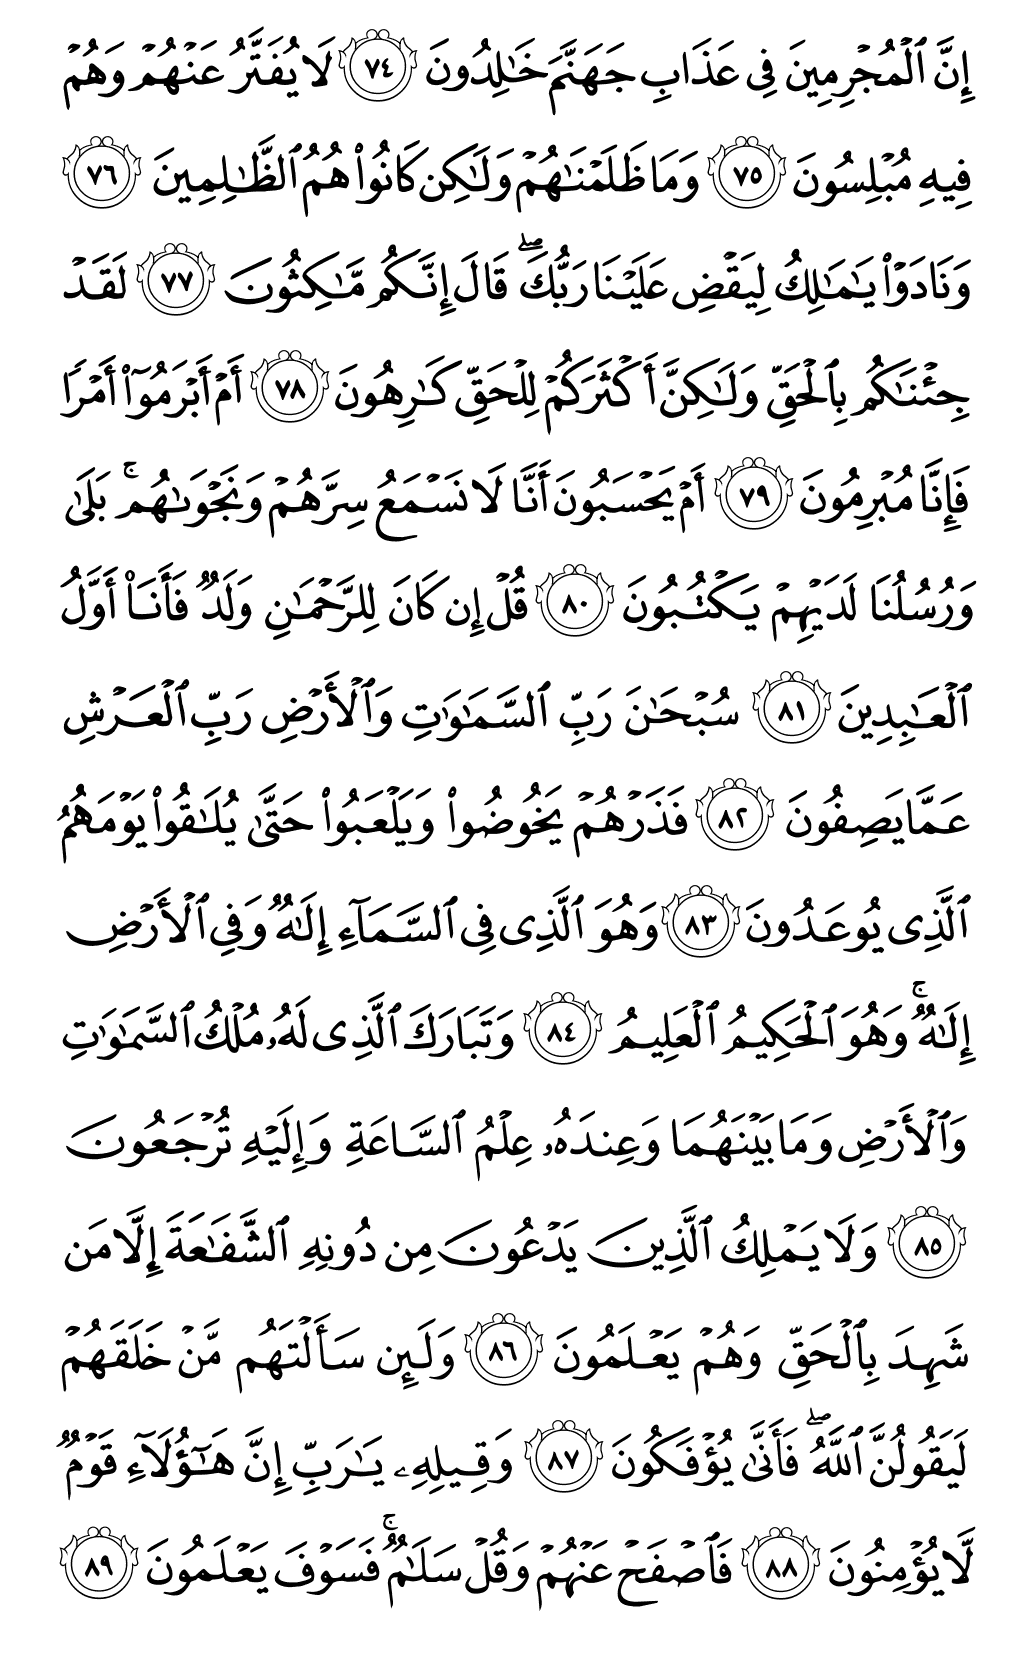 إِنَّ ٱلْمُجْرِمِينَ فِى عَذَابِ جَهَنَّمَ خَٰلِدُونَ ٧٤ لَا يُفَتَّرُ عَنْهُمْ وَهُمْ
فِيهِ مُبْلِسُونَ ٧٥ وَمَا ظَلَمْنَٰهُمْ وَلَٰكِن كَانُوا۟ هُمُ ٱلظَّٰلِمِينَ ٧٦
وَنَادَوْا۟ يَٰمَٰلِكُ لِيَقْضِ عَلَيْنَا رَبُّكَ ۖ قَالَ إِنَّكُم مَّٰكِثُونَ ٧٧ لَقَدْ
جِئْنَٰكُم بِٱلْحَقِّ وَلَٰكِنَّ أَكْثَرَكُمْ لِلْحَقِّ كَٰرِهُونَ ٧٨ أَمْ أَبْرَمُوٓا۟ أَمْرًا
فَإِنَّا مُبْرِمُونَ ٧٩ أَمْ يَحْسَبُونَ أَنَّا لَا نَسْمَعُ سِرَّهُمْ وَنَجْوَىٰهُم ۚ بَلَىٰ
وَرُسُلُنَا لَدَيْهِمْ يَكْتُبُونَ ٨٠ قُلْ إِن كَانَ لِلرَّحْمَٰنِ وَلَدٌ فَأَنَا۠ أَوَّلُ
ٱلْعَٰبِدِينَ ٨١ سُبْحَٰنَ رَبِّ ٱلسَّمَٰوَٰتِ وَٱلْأَرْضِ رَبِّ ٱلْعَرْشِ
عَمَّا يَصِفُونَ ٨٢ فَذَرْهُمْ يَخُوضُوا۟ وَيَلْعَبُوا۟ حَتَّىٰ يُلَٰقُوا۟ يَوْمَهُمُ
ٱلَّذِى يُوعَدُونَ ٨٣ وَهُوَ ٱلَّذِى فِى ٱلسَّمَآءِ إِلَٰهٌ وَفِى ٱلْأَرْضِ
إِلَٰهٌ ۚ وَهُوَ ٱلْحَكِيمُ ٱلْعَلِيمُ ٨٤ وَتَبَارَكَ ٱلَّذِى لَهُۥ مُلْكُ ٱلسَّمَٰوَٰتِ
وَٱلْأَرْضِ وَمَا بَيْنَهُمَا وَعِندَهُۥ عِلْمُ ٱلسَّاعَةِ وَإِلَيْهِ تُرْجَعُونَ
٨٥ وَلَا يَمْلِكُ ٱلَّذِينَ يَدْعُونَ مِن دُونِهِ ٱلشَّفَٰعَةَ إِلَّا مَن
شَهِدَ بِٱلْحَقِّ وَهُمْ يَعْلَمُونَ ٨٦ وَلَئِن سَأَلْتَهُم مَّنْ خَلَقَهُمْ
لَيَقُولُنَّ ٱللَّهُ ۖ فَأَنَّىٰ يُؤْفَكُونَ ٨٧ وَقِيلِهِۦ يَٰرَبِّ إِنَّ هَٰٓؤُلَآءِ قَوْمٌ
لَّا يُؤْمِنُونَ ٨٨ فَٱصْفَحْ عَنْهُمْ وَقُلْ سَلَٰمٌ ۚ فَسَوْفَ يَعْلَمُونَ ٨٩